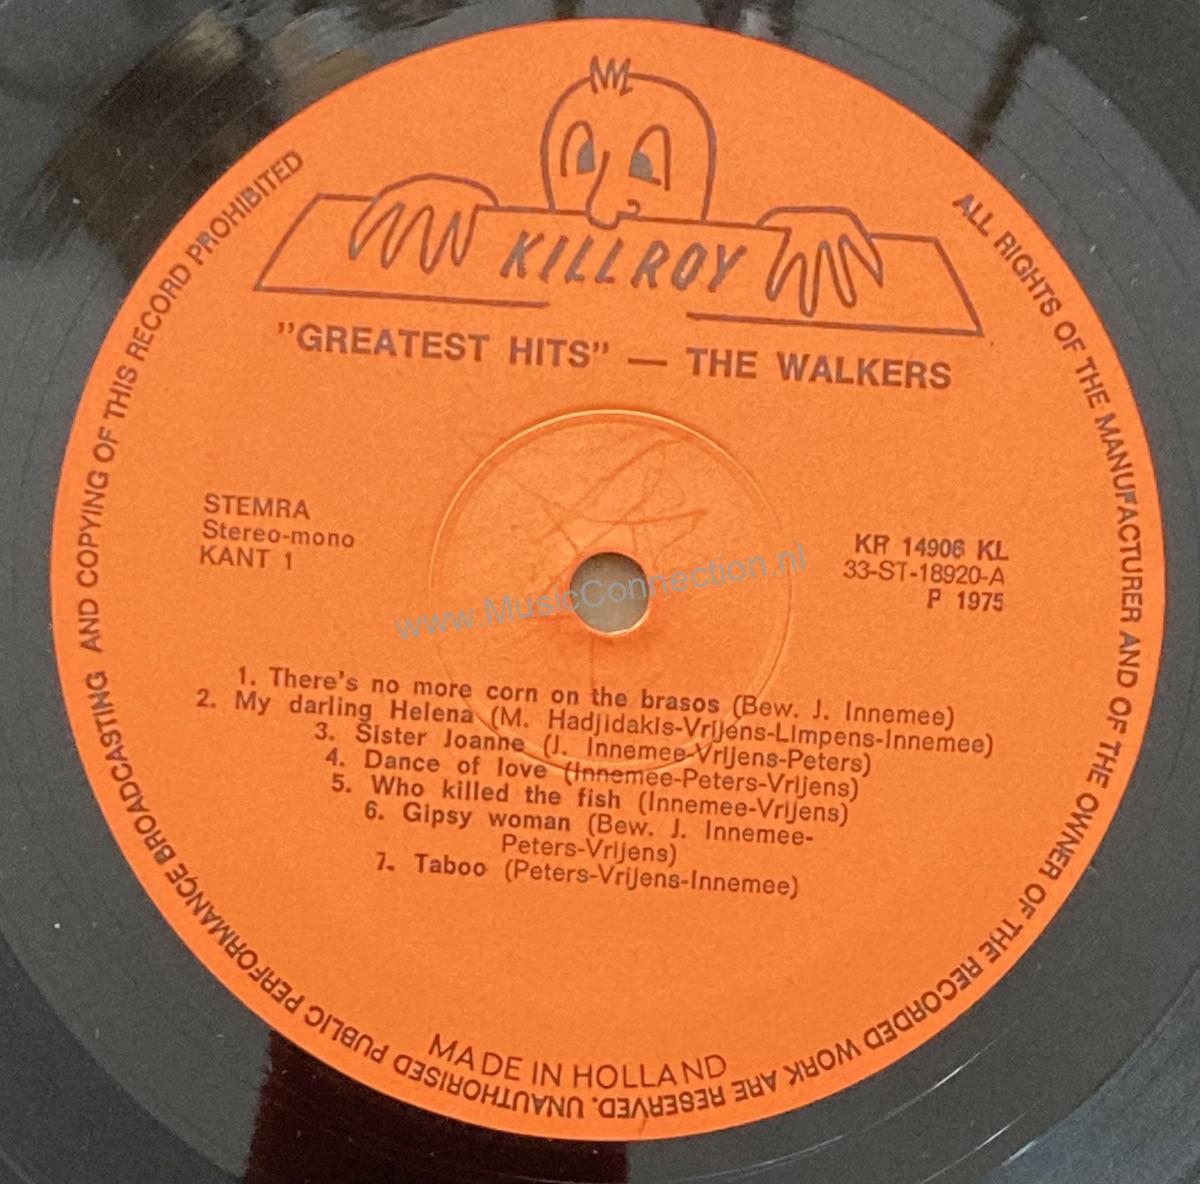 KILLROY
"GREATEST HITS" — THE WALKERS
STEMRA
Stereo-mono
KANT 1
KR 14906 KL
33-ST-18920-A
P 1975
www.MusicConnection.nl
1. There's no more corn on the brasos (Bew. J. Innemee)
2. My darling Helena (M. Hadjidakis-Vrijens-Limpens-Innemee)
3. Sister Joanne (J. Innemee-Vrijens-Peters)
4. Dance of love (Innemee-Peters-Vrijens)
5. Who killed the fish (Innemee-Vrijens)
6. Gipsy woman (Bew. J. Innemee-
Peters-Vrijens)
7. Taboo (Peters-Vrijens-Innemee)
MADE IN HOLLAND
ALL RIGHTS OF THE MANUFACTURER AND OF THE OWNER OF THE RECORDED WORK ARE RESERVED. UNAUTHORISED PUBLIC PERFORMANCE BROADCASTING AND COPYING OF THIS RECORD PROHIBITED